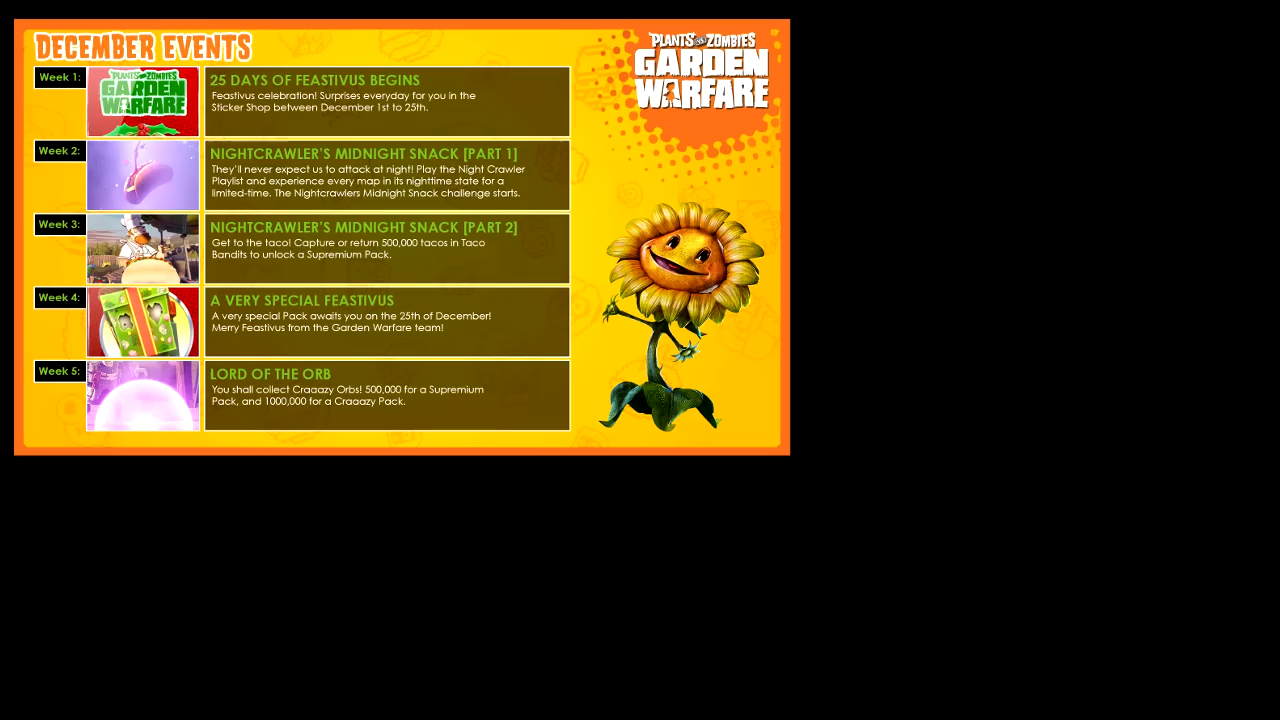 DECEMBER EVENTS
PLANTS VS ZOMBIES
GARDEN
WARFARE
Week 1:
PLANTS VS ZOMBIES
GARDEN
WARFARE
25 DAYS OF FEASTIVUS BEGINS
Feastivus celebration! Surprises everyday for you in the
Sticker Shop between December 1st to 25th.
Week 2:
NIGHTCRAWLER'S MIDNIGHT SNACK [PART 1]
They'll never expect us to attack at night! Play the Night Crawler
Playlist and experience every map in its nighttime state for a
limited-time. The Nightcrawlers Midnight Snack challenge starts.
Week 3:
NIGHTCRAWLER'S MIDNIGHT SNACK [PART 2]
Get to the taco! Capture or return 500,000 tacos in Taco
Bandits to unlock a Supremium Pack.
Week 4:
A VERY SPECIAL FEASTIVUS
A very special Pack awaits you on the 25th of December!
Merry Feastivus from the Garden Warfare team!
Week 5:
LORD OF THE ORB
You shall collect Craaazy Orbs! 500,000 for a Supremium
Pack, and 1000,000 for a Craaazy Pack.